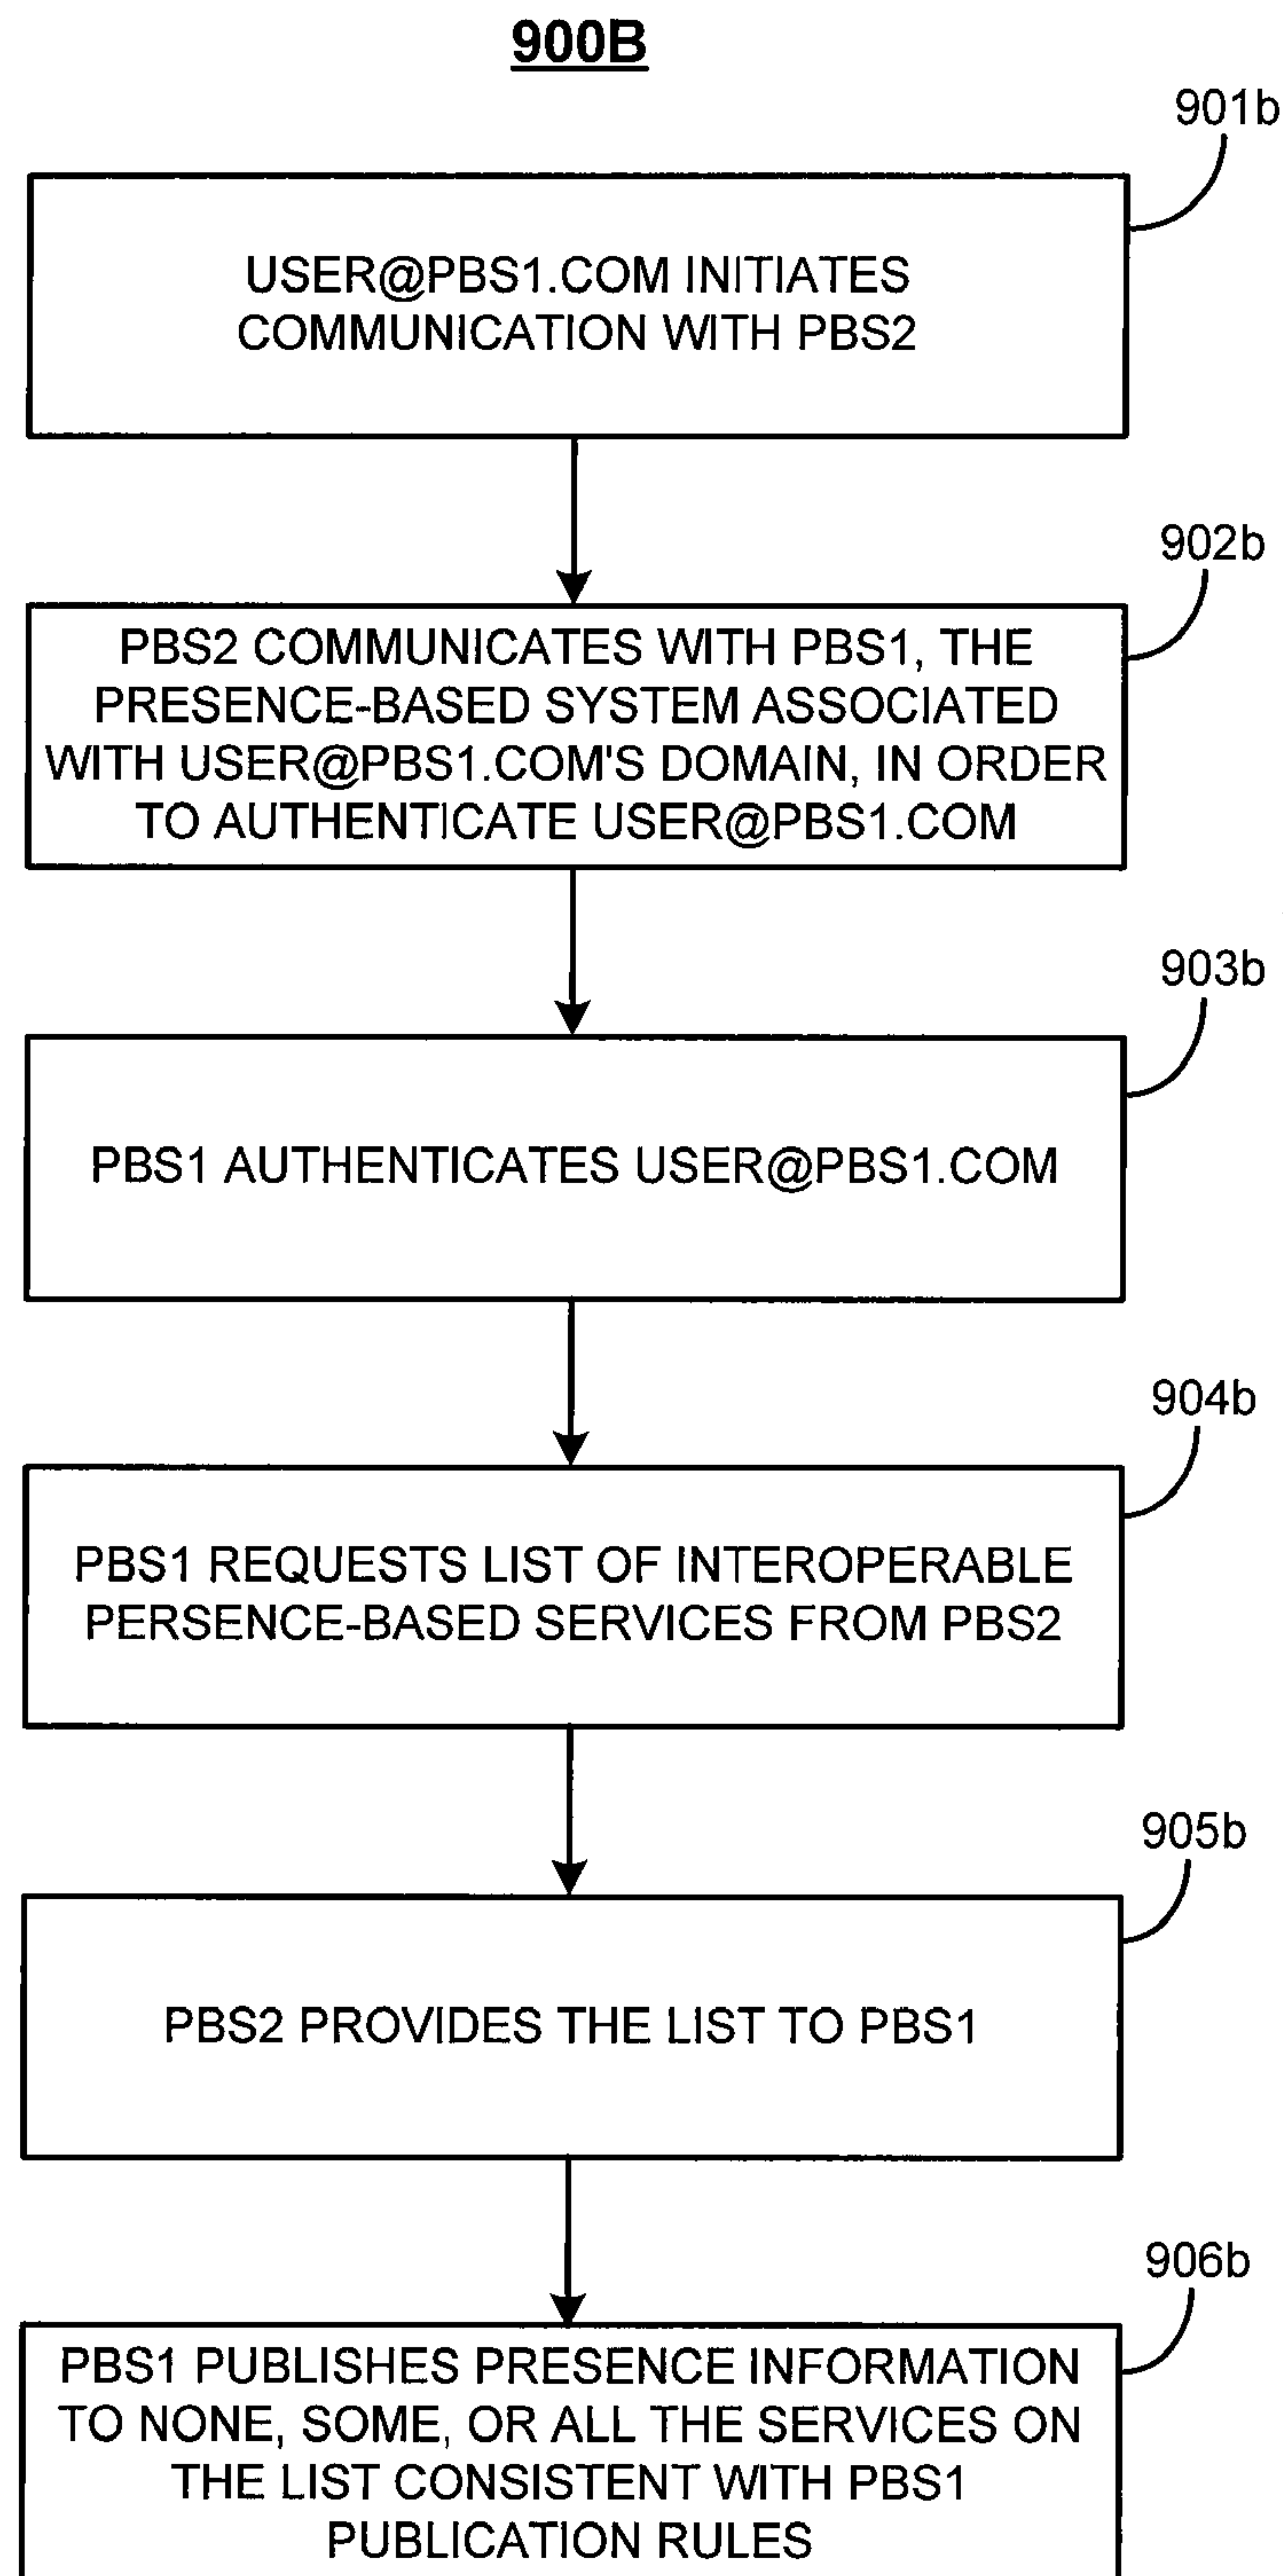 900B
901b
USER@PBS1.COM INITIATES
COMMUNICATION WITH PBS2
902b
PBS2 COMMUNICATES WITH PBS1, THE
PRESENCE-BASED SYSTEM ASSOCIATED
WITH USER@PBS1.COM'S DOMAIN, IN ORDER
TO AUTHENTICATE USER@PBS1.COM
903b
PBS1 AUTHENTICATES USER@PBS1.COM
904b
PBS1 REQUESTS LIST OF INTEROPERABLE
PERSENCE-BASED SERVICES FROM PBS2
905b
PBS2 PROVIDES THE LIST TO PBS1
906b
PBS1 PUBLISHES PRESENCE INFORMATION
TO NONE, SOME, OR ALL THE SERVICES ON
THE LIST CONSISTENT WITH PBS1
PUBLICATION RULES